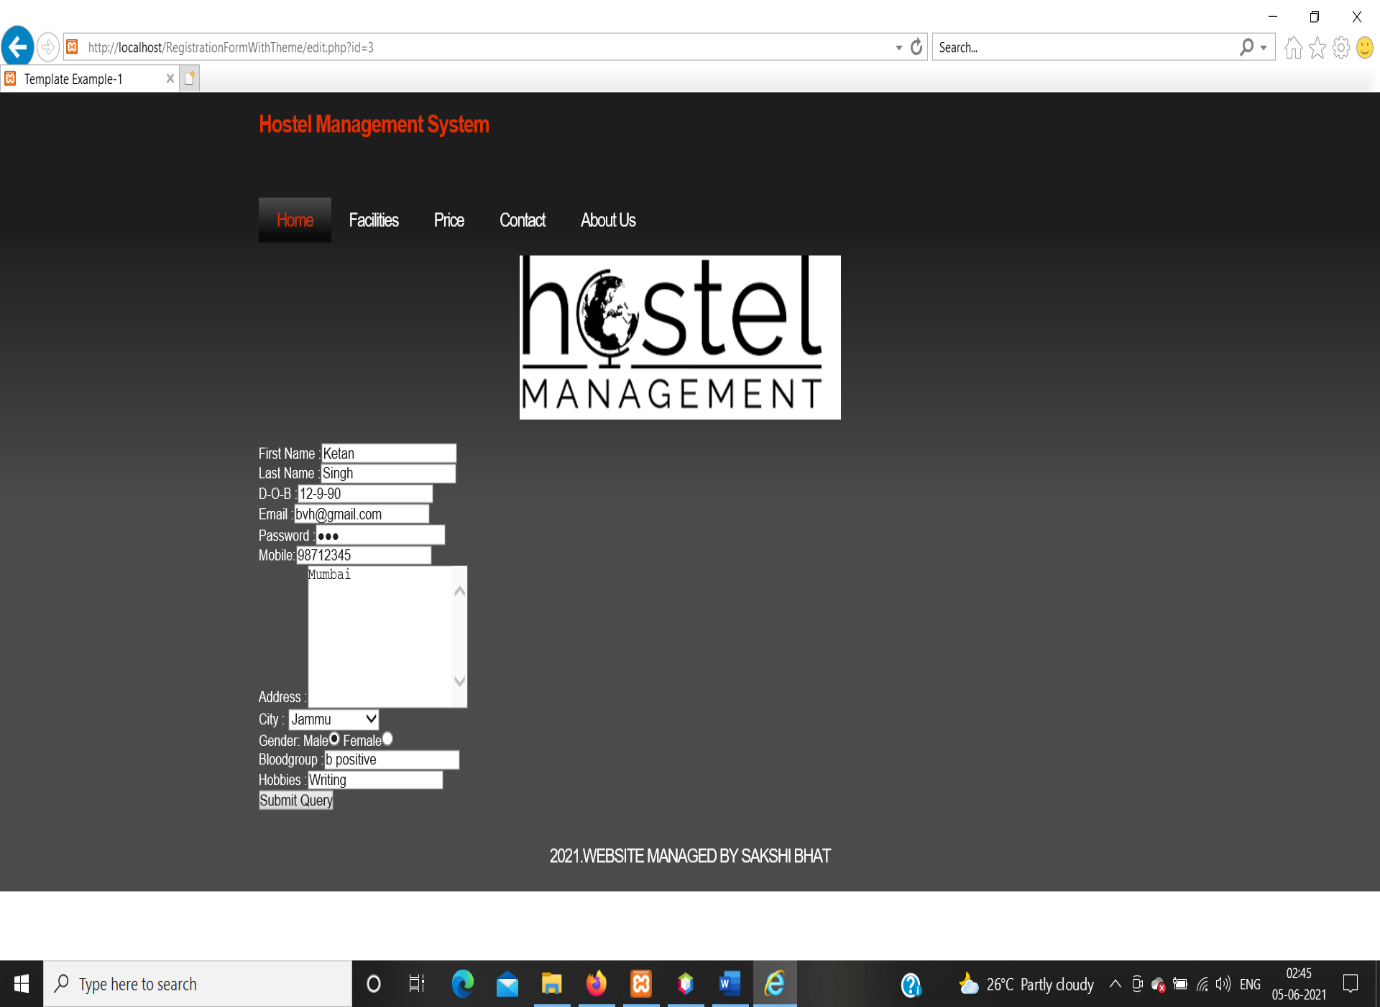 http://localhost/RegistrationFormWithTheme/edit.php?id=3
Search...
Template Example-1
Hostel Management System
Home Facilities Price Contact About Us
hostel
MANAGEMENT
First Name : Ketan
Last Name : Singh
D-O-B : 12-9-90
Email : bvh@gmail.com
Password : ●●●
Mobile: 98712345
Mumbai
Address :
City : Jammu
Gender: Male Female
Bloodgroup : b positive
Hobbies : Writing
Submit Query
2021.WEBSITE MANAGED BY SAKSHI BHAT
Type here to search
26°C Partly cloudy
ENG
02:45
05-06-2021